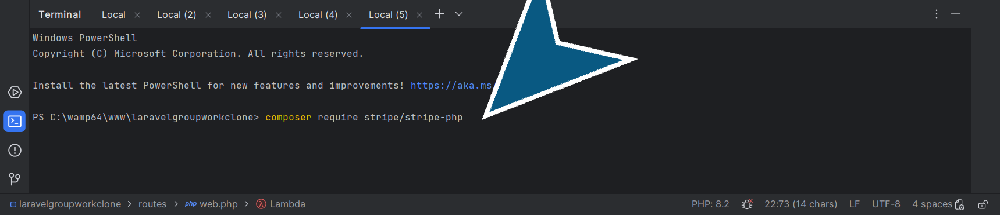 Terminal Local Local (2) Local (3) Local (4) Local (5)
Windows PowerShell
Copyright (C) Microsoft Corporation. All rights reserved.
Install the latest PowerShell for new features and improvements! https://aka.ms
PS C:\wamp64\www\laravelgroupworkclone> composer require stripe/stripe-php
laravelgroupworkclone > routes > php web.php > λ Lambda PHP: 8.2 22:73 (14 chars) LF UTF-8 4 spaces